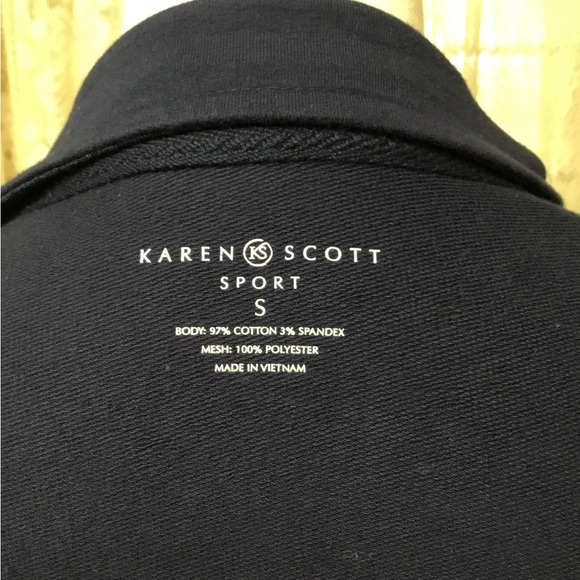 KAREN KS SCOTT
SPORT
S
BODY: 97% COTTON 3% SPANDEX
MESH: 100% POLYESTER
MADE IN VIETNAM